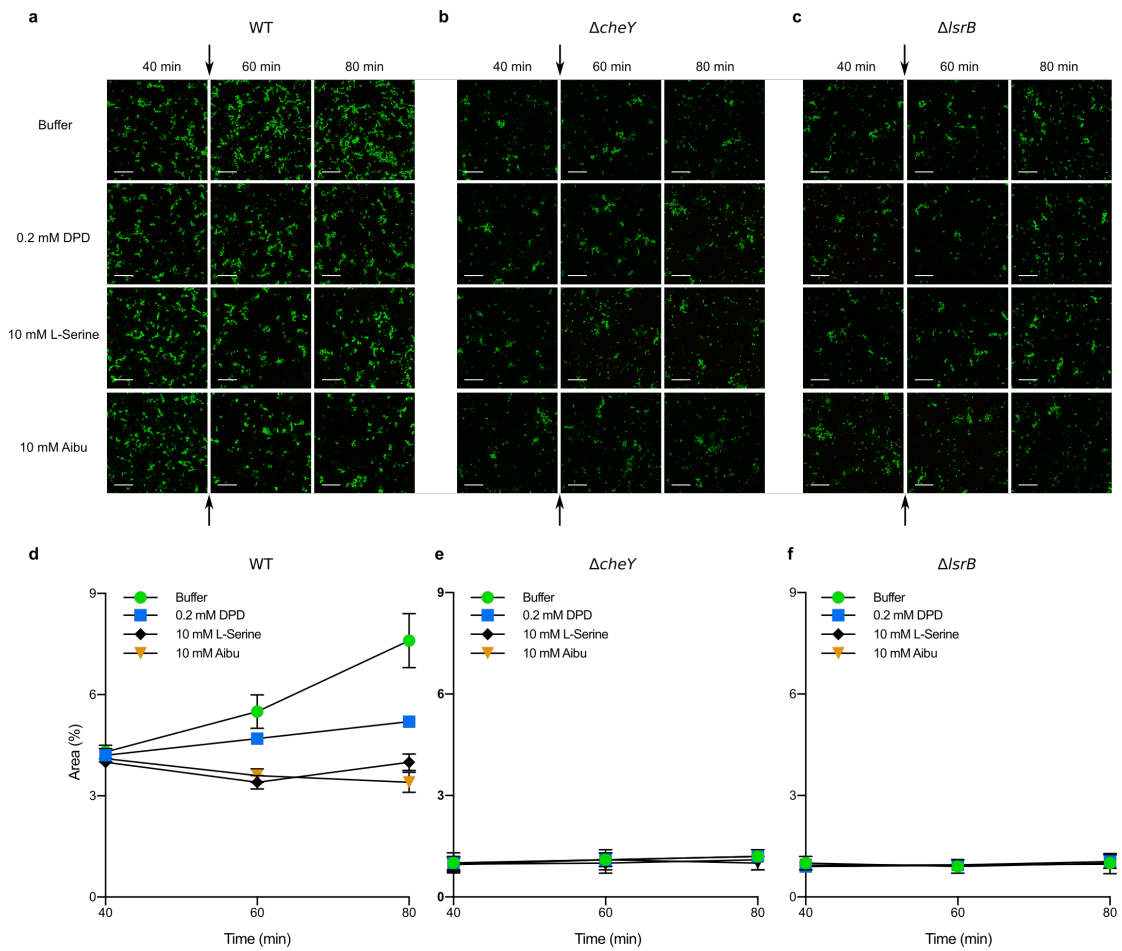 a WT b ΔcheY c ΔlsrB
40 min 60 min 80 min 40 min 60 min 80 min 40 min 60 min 80 min
Buffer
0.2 mM DPD
10 mM L-Serine
10 mM Aibu
d WT e ΔcheY f ΔlsrB
9 Buffer 9 Buffer 9 Buffer
0.2 mM DPD 0.2 mM DPD 0.2 mM DPD
10 mM L-Serine 10 mM L-Serine 10 mM L-Serine
10 mM Aibu 10 mM Aibu 10 mM Aibu
6 6 6
Area (%)
3 3 3
0 0 0
40 60 80 40 60 80 40 60 80
Time (min) Time (min) Time (min)